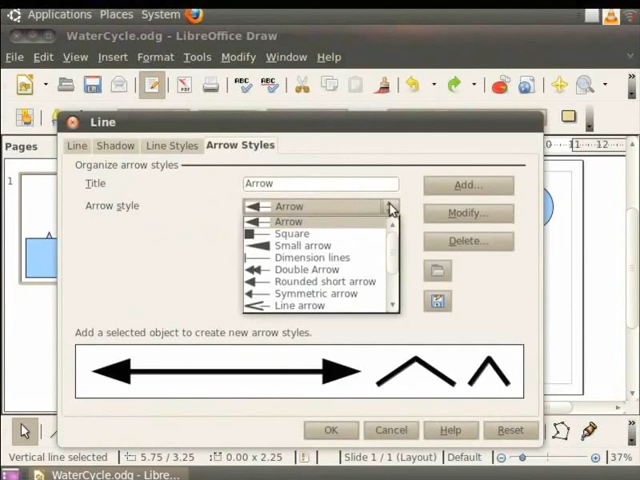 Applications Places System
WaterCycle.odg - LibreOffice Draw
File Edit View Insert Format Tools Modify Window Help
Line
Pages
Line Shadow Line Styles Arrow Styles
11 12
1
Organize arrow styles
Title Arrow Add...
Arrow style Arrow Modify...
Arrow
Square
Small arrow Delete...
Dimension lines
Double Arrow
Rounded short arrow
Symmetric arrow
Line arrow
Add a selected object to create new arrow styles.
OK Cancel Help Reset
Vertical line selected 5.75 / 3.25 0.00 x 2.25 Slide 1 / 1 (Layout) Default 37%
WaterCycle.odg - Libre...